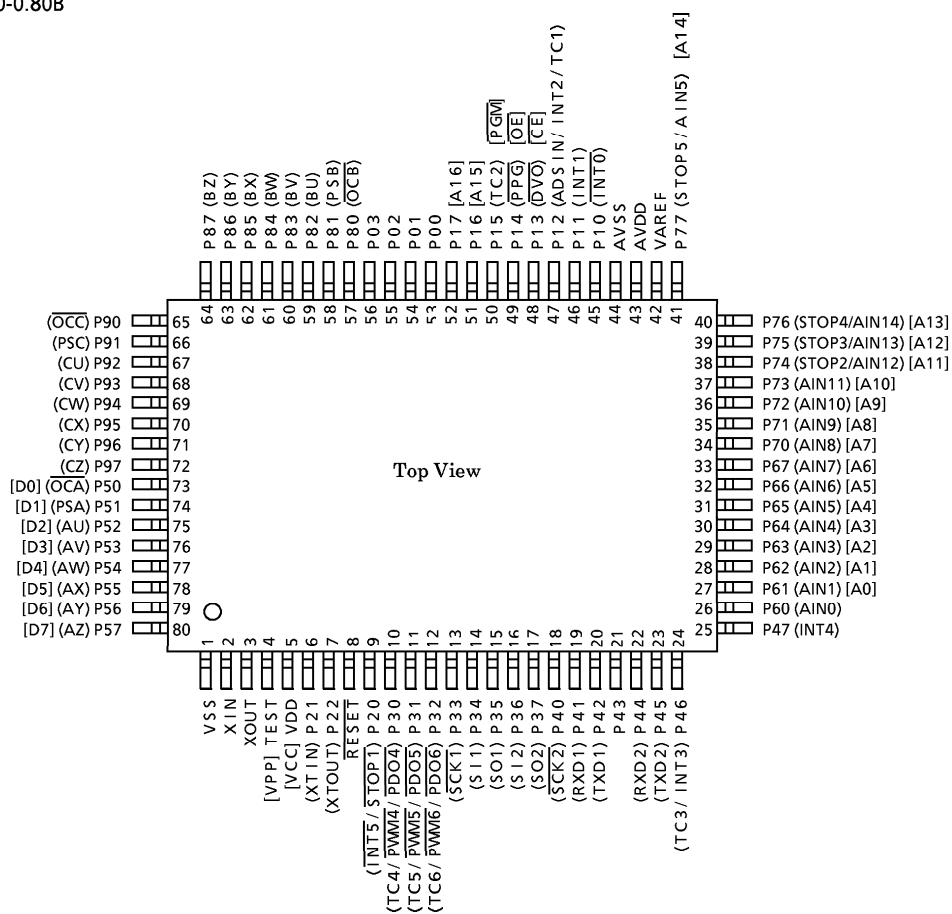 0-0.80B
P87 (BZ)
P86 (BY)
P85 (BX)
P84 (BW)
P83 (BV)
P82 (BU)
P81 (PSB)
P80 (OCB)
P03
P02
P01
P00
P17 [A16]
P16 [A15]
P15 (TC2) [PGM]
P14 (PPG) [OE]
P13 (DVO) [CE]
P12 (ADSIN/ INT2 / TC1)
P11 (INT1)
P10 (INT0)
AVSS
AVDD
VAREF
P77 (STOP5 / AIN5) [A14]
64 63 62 61 60 59 58 57 56 55 54 53 52 51 50 49 48 47 46 45 44 43 42 41
(OCC) P90 65
(PSC) P91 66
(CU) P92 67
(CV) P93 68
(CW) P94 69
(CX) P95 70
(CY) P96 71
(CZ) P97 72
[D0] (OCA) P50 73
[D1] (PSA) P51 74
[D2] (AU) P52 75
[D3] (AV) P53 76
[D4] (AW) P54 77
[D5] (AX) P55 78
[D6] (AY) P56 79
[D7] (AZ) P57 80
Top View
40 P76 (STOP4/AIN14) [A13]
39 P75 (STOP3/AIN13) [A12]
38 P74 (STOP2/AIN12) [A11]
37 P73 (AIN11) [A10]
36 P72 (AIN10) [A9]
35 P71 (AIN9) [A8]
34 P70 (AIN8) [A7]
33 P67 (AIN7) [A6]
32 P66 (AIN6) [A5]
31 P65 (AIN5) [A4]
30 P64 (AIN4) [A3]
29 P63 (AIN3) [A2]
28 P62 (AIN2) [A1]
27 P61 (AIN1) [A0]
26 P60 (AIN0)
25 P47 (INT4)
1 2 3 4 5 6 7 8 9 10 11 12 13 14 15 16 17 18 19 20 21 22 23 24
VSS
XIN
XOUT
[VPP] TEST
[VCC] VDD
(XTIN) P21
(XTOUT) P22
RESET
(INT5 / STOP1) P20
(TC4 / PWM4 / PDO4) P30
(TC5 / PWM5 / PDO5) P31
(TC6 / PWM6 / PDO6) P32
(SCK1) P33
(SI1) P34
(SO1) P35
(SI2) P36
(SO2) P37
(SCK2) P40
(RXD1) P41
(TXD1) P42
P43
(RXD2) P44
(TXD2) P45
(TC3 / INT3) P46